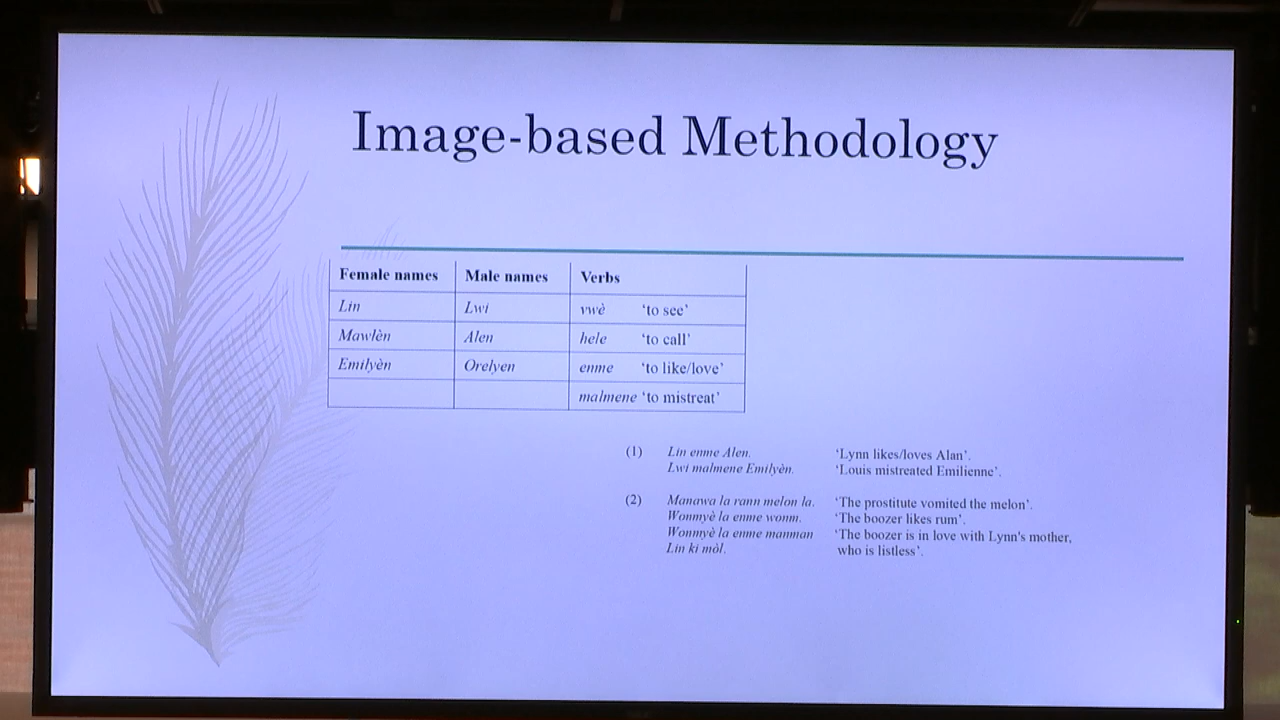 Image-based Methodology
Female names Male names Verbs
Lin Lwi vwè ‘to see’
Mawlèn Alen hele ‘to call’
Emilyèn Orelyen enme ‘to like/love’
malmene ‘to mistreat’
(1) Lin enme Alen. ‘Lynn likes/loves Alan’.
Lwi malmene Emilyèn. ‘Louis mistreated Emilienne’.
(2) Manawa la rann melon la. ‘The prostitute vomited the melon’.
Wonmyè la enme wonm. ‘The boozer likes rum’.
Wonmyè la enme manman ‘The boozer is in love with Lynn's mother,
Lin ki mòl. who is listless’.